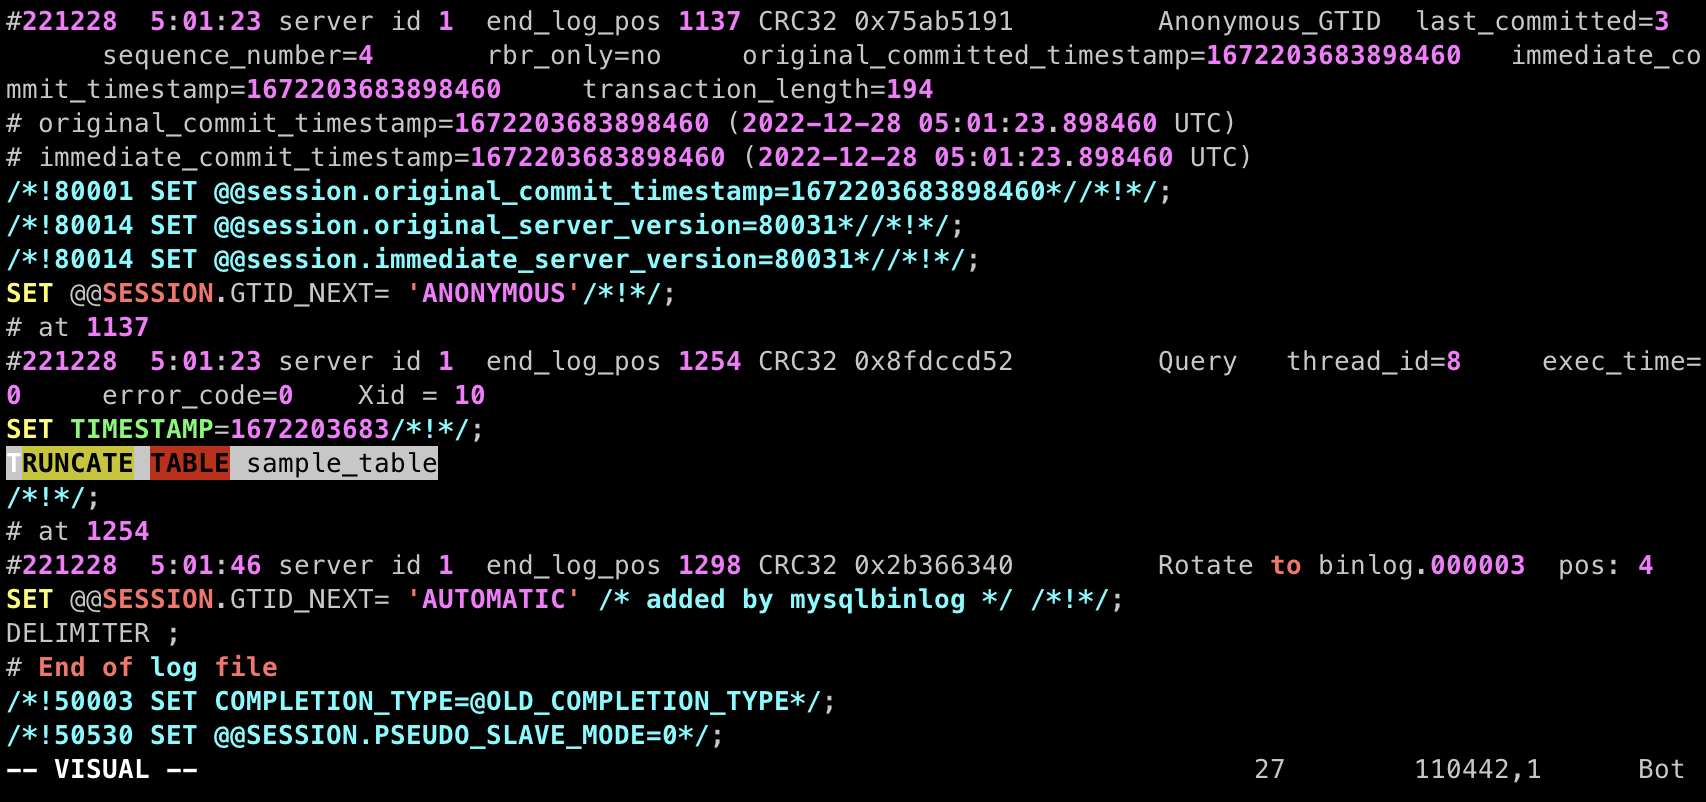 #221228  5:01:23 server id 1  end_log_pos 1137 CRC32 0x75ab5191         Anonymous_GTID  last_committed=3
      sequence_number=4       rbr_only=no     original_committed_timestamp=1672203683898460   immediate_co
mmit_timestamp=1672203683898460     transaction_length=194
# original_commit_timestamp=1672203683898460 (2022-12-28 05:01:23.898460 UTC)
# immediate_commit_timestamp=1672203683898460 (2022-12-28 05:01:23.898460 UTC)
/*!80001 SET @@session.original_commit_timestamp=1672203683898460*//*!*/;
/*!80014 SET @@session.original_server_version=80031*//*!*/;
/*!80014 SET @@session.immediate_server_version=80031*//*!*/;
SET @@SESSION.GTID_NEXT= 'ANONYMOUS'/*!*/;
# at 1137
#221228  5:01:23 server id 1  end_log_pos 1254 CRC32 0x8fdccd52         Query   thread_id=8     exec_time=
0     error_code=0    Xid = 10
SET TIMESTAMP=1672203683/*!*/;
TRUNCATE TABLE sample_table
/*!*/;
# at 1254
#221228  5:01:46 server id 1  end_log_pos 1298 CRC32 0x2b366340         Rotate to binlog.000003  pos: 4
SET @@SESSION.GTID_NEXT= 'AUTOMATIC' /* added by mysqlbinlog */ /*!*/;
DELIMITER ;
# End of log file
/*!50003 SET COMPLETION_TYPE=@OLD_COMPLETION_TYPE*/;
/*!50530 SET @@SESSION.PSEUDO_SLAVE_MODE=0*/;
-- VISUAL --                                                                  27        110442,1      Bot